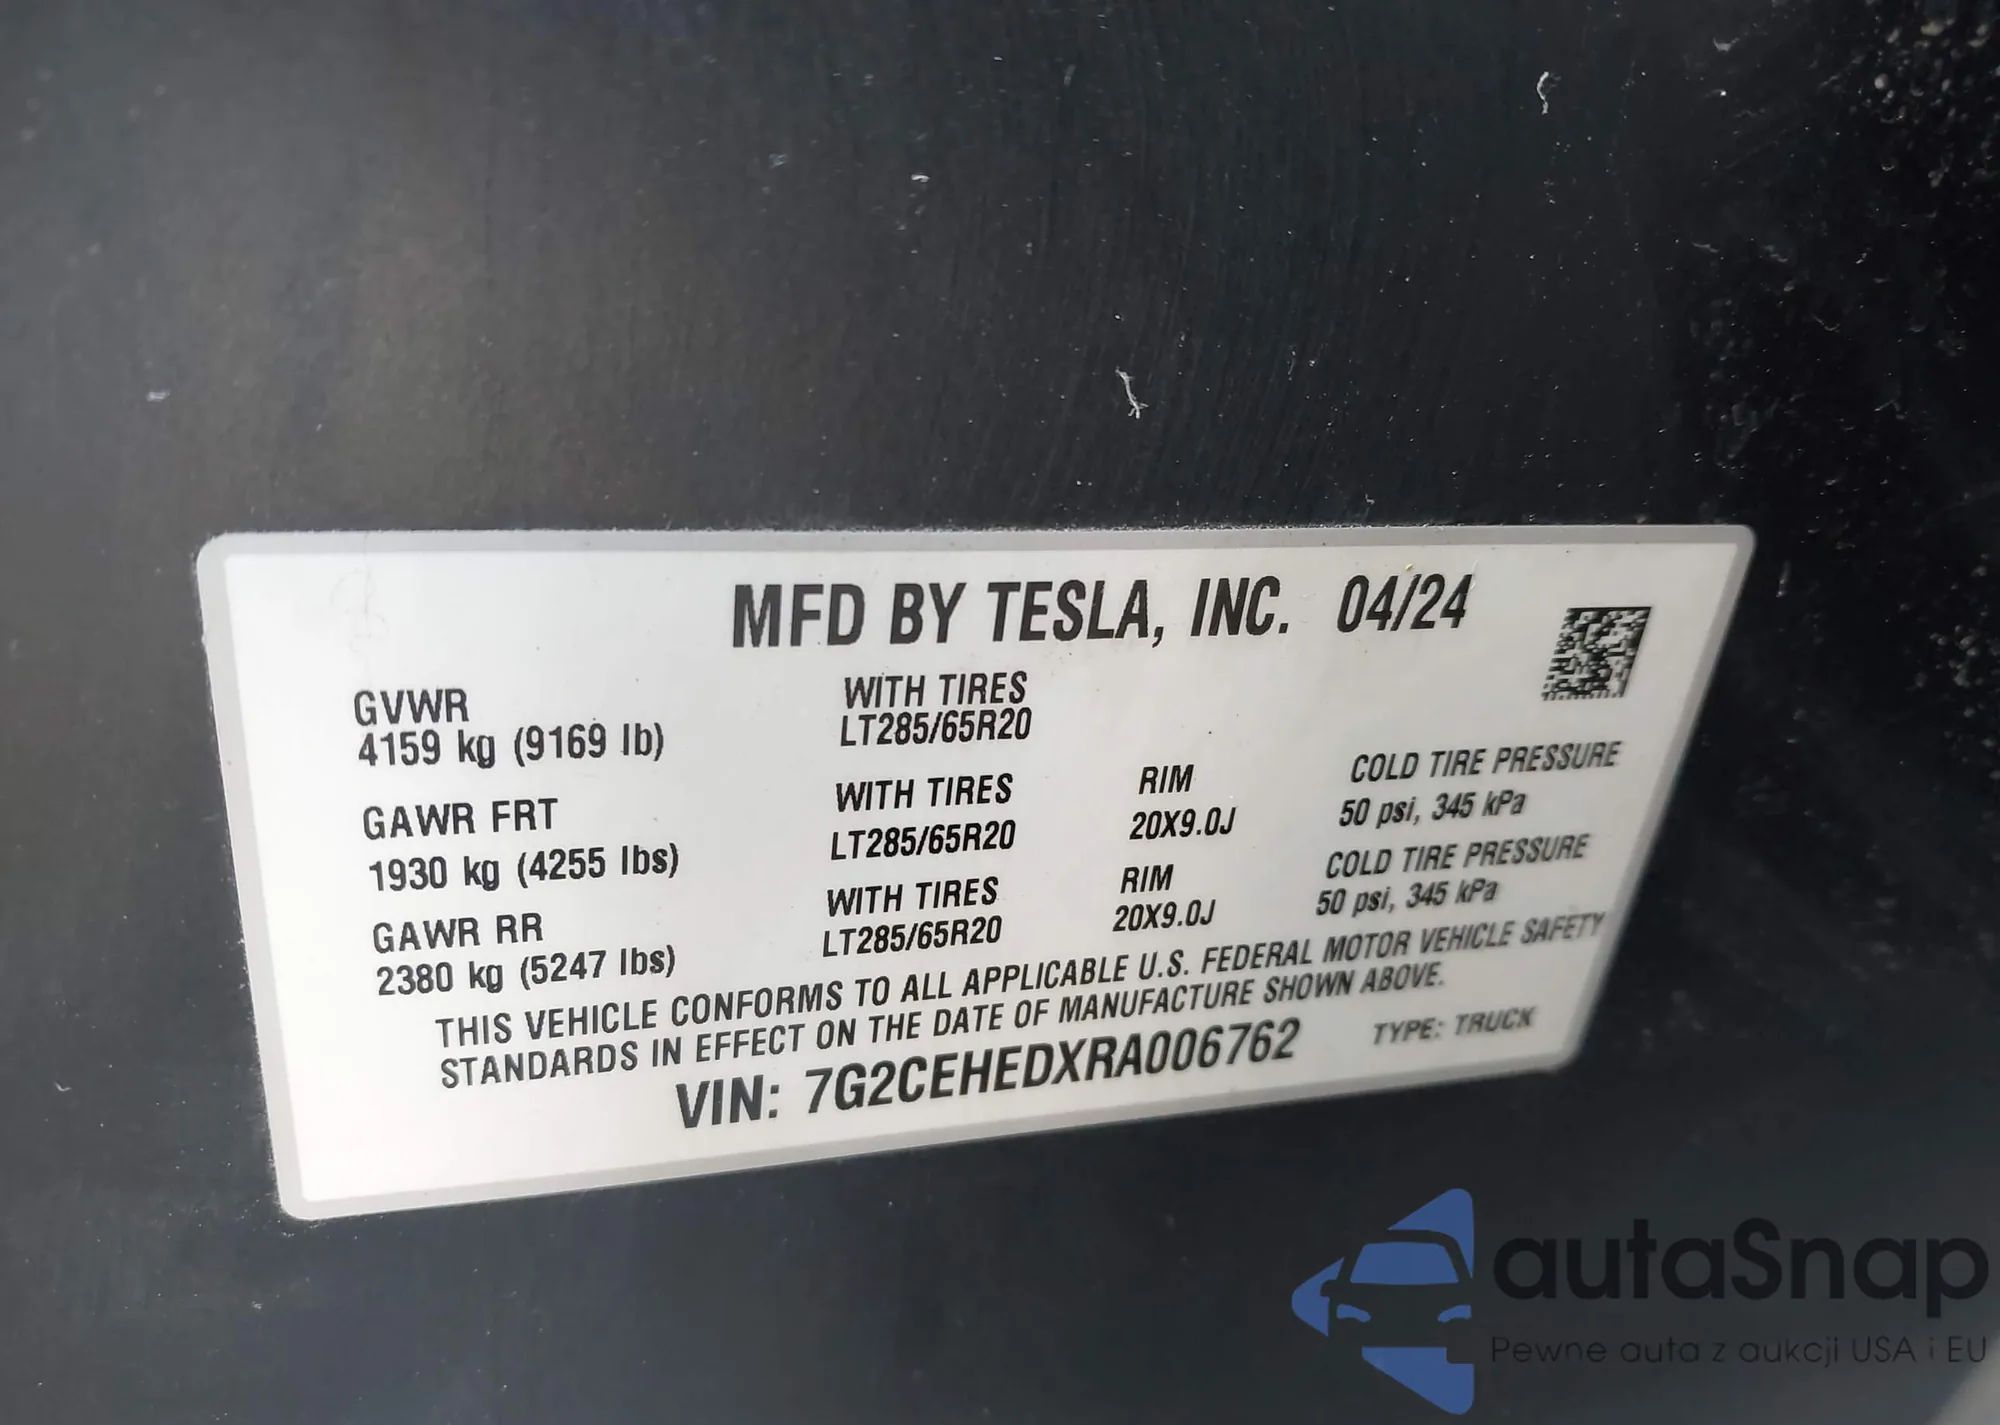 MFD BY TESLA, INC. 04/24
GVWR
4159 kg (9169 lb)
WITH TIRES
LT285/65R20
GAWR FRT
1930 kg (4255 lbs)
WITH TIRES
LT285/65R20
RIM
20X9.0J
COLD TIRE PRESSURE
50 psi, 345 kPa
GAWR RR
2380 kg (5247 lbs)
WITH TIRES
LT285/65R20
RIM
20X9.0J
COLD TIRE PRESSURE
50 psi, 345 kPa
THIS VEHICLE CONFORMS TO ALL APPLICABLE U.S. FEDERAL MOTOR VEHICLE SAFETY
STANDARDS IN EFFECT ON THE DATE OF MANUFACTURE SHOWN ABOVE.
VIN: 7G2CEHEDXRA006762
TYPE: TRUCK
autaSnap
Pewne auta z aukcji USA i EU